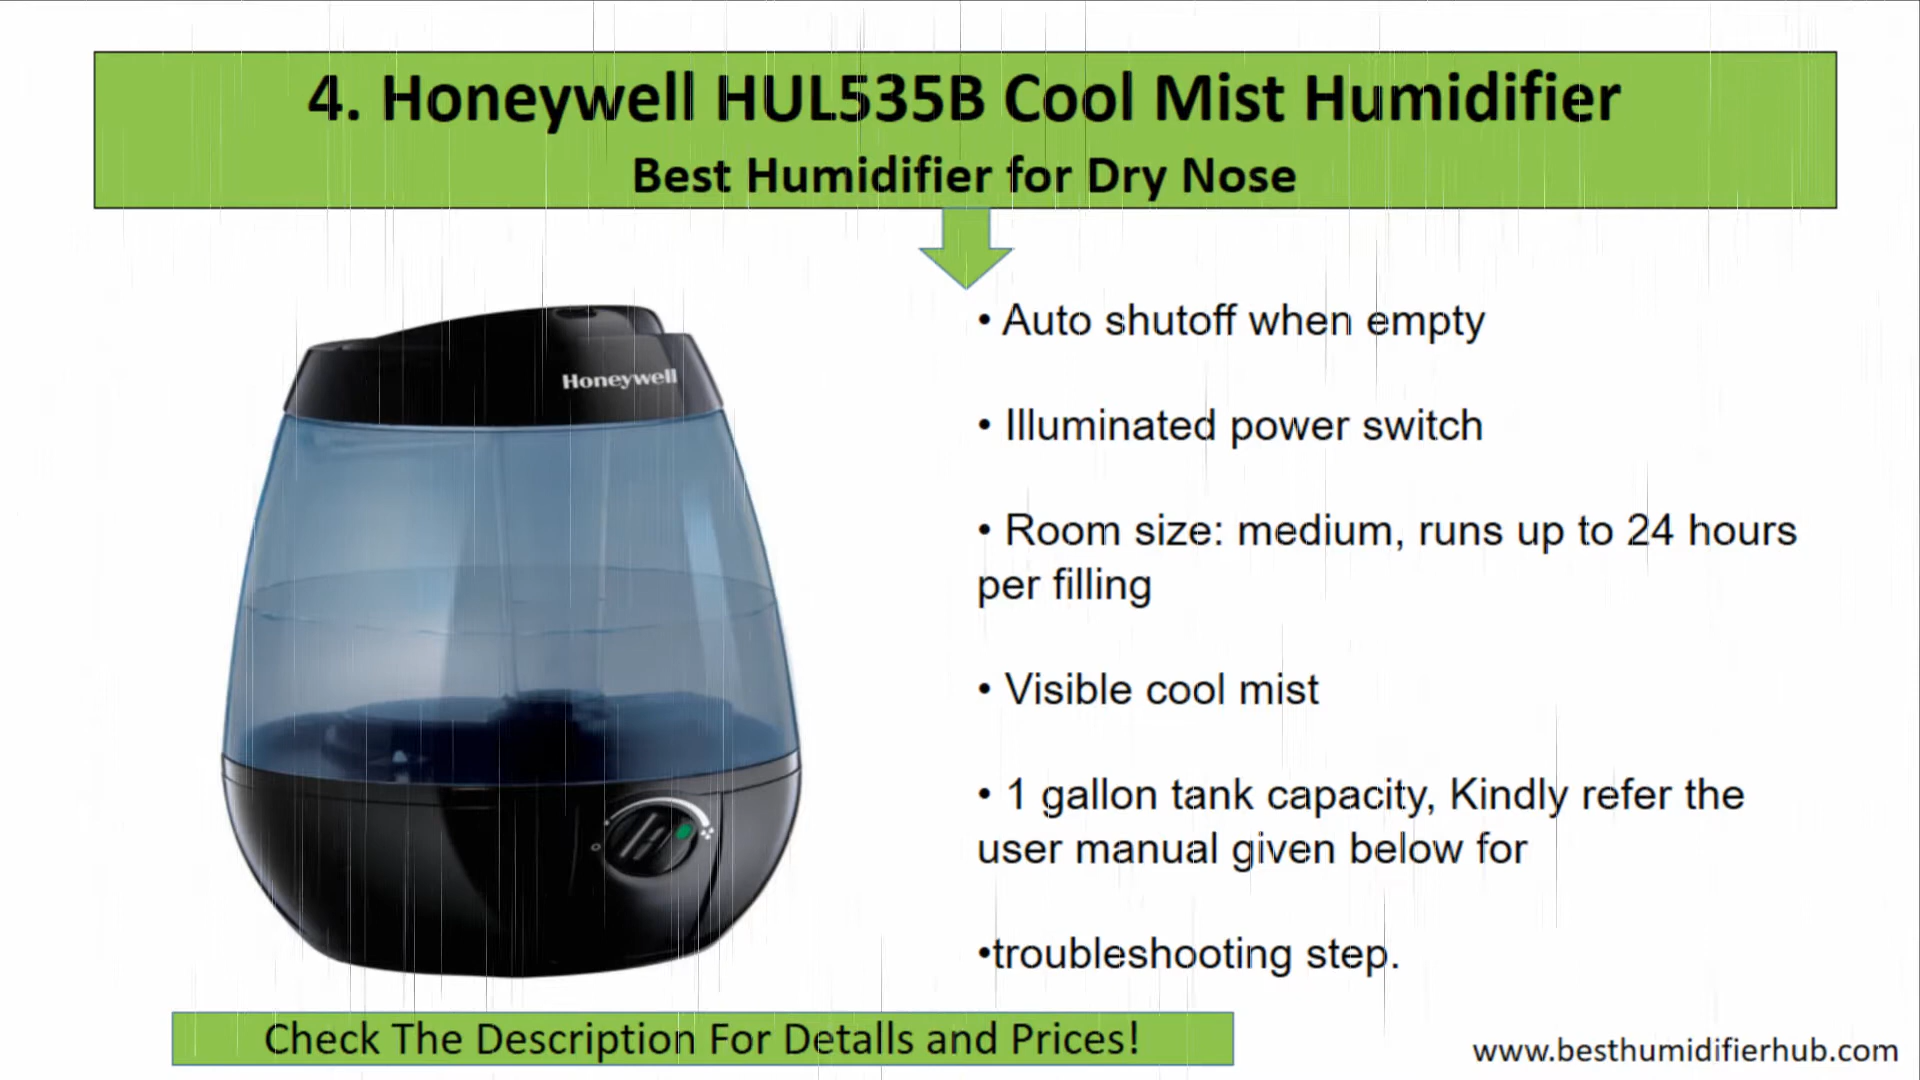 4. Honeywell HUL535B Cool Mist Humidifier
Best Humidifier for Dry Nose
Honeywell
• Auto shutoff when empty
• Illuminated power switch
• Room size: medium, runs up to 24 hours
per filling
• Visible cool mist
• 1 gallon tank capacity, Kindly refer the
user manual given below for
•troubleshooting step.
Check The Description For Detalls and Prices!
www.besthumidifierhub.com